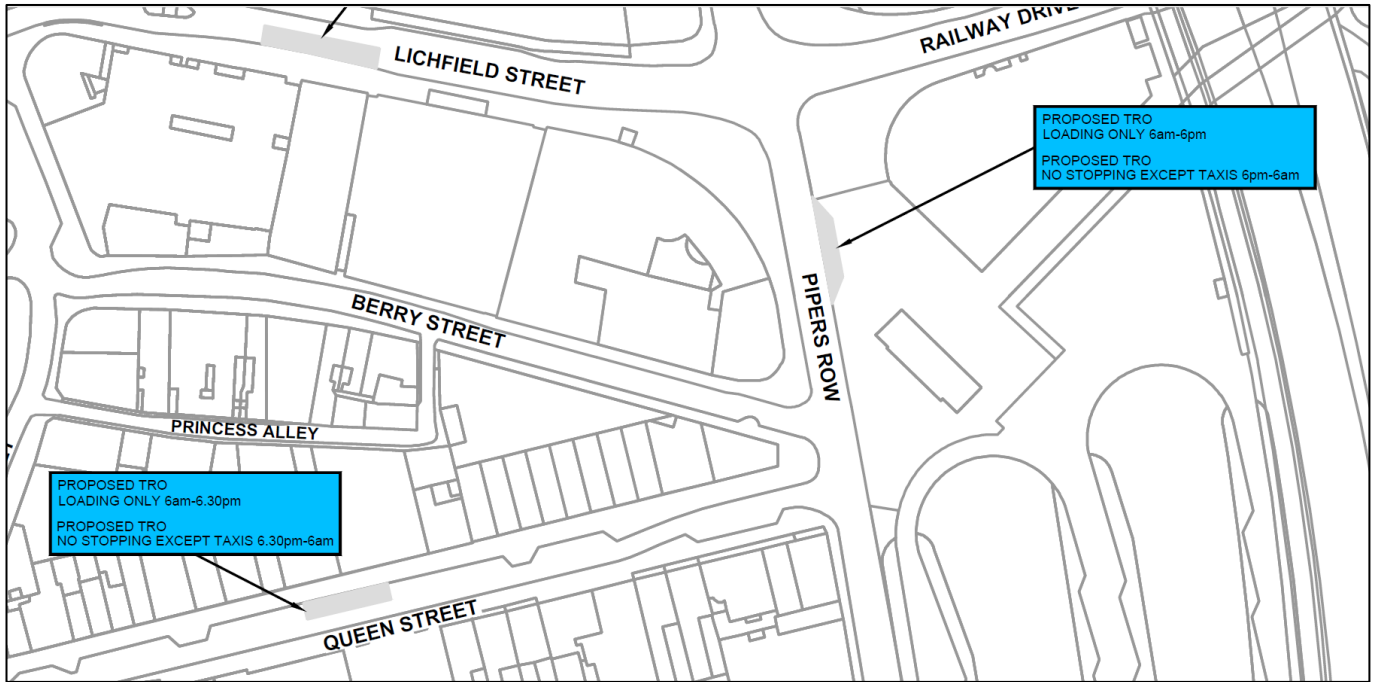 LICHFIELD STREET
RAILWAY DRIVE
PROPOSED TRO
LOADING ONLY 6am-6pm
PROPOSED TRO
NO STOPPING EXCEPT TAXIS 6pm-6am
BERRY STREET
PIPERS ROW
PRINCESS ALLEY
PROPOSED TRO
LOADING ONLY 6am-6.30pm
PROPOSED TRO
NO STOPPING EXCEPT TAXIS 6.30pm-6am
QUEEN STREET